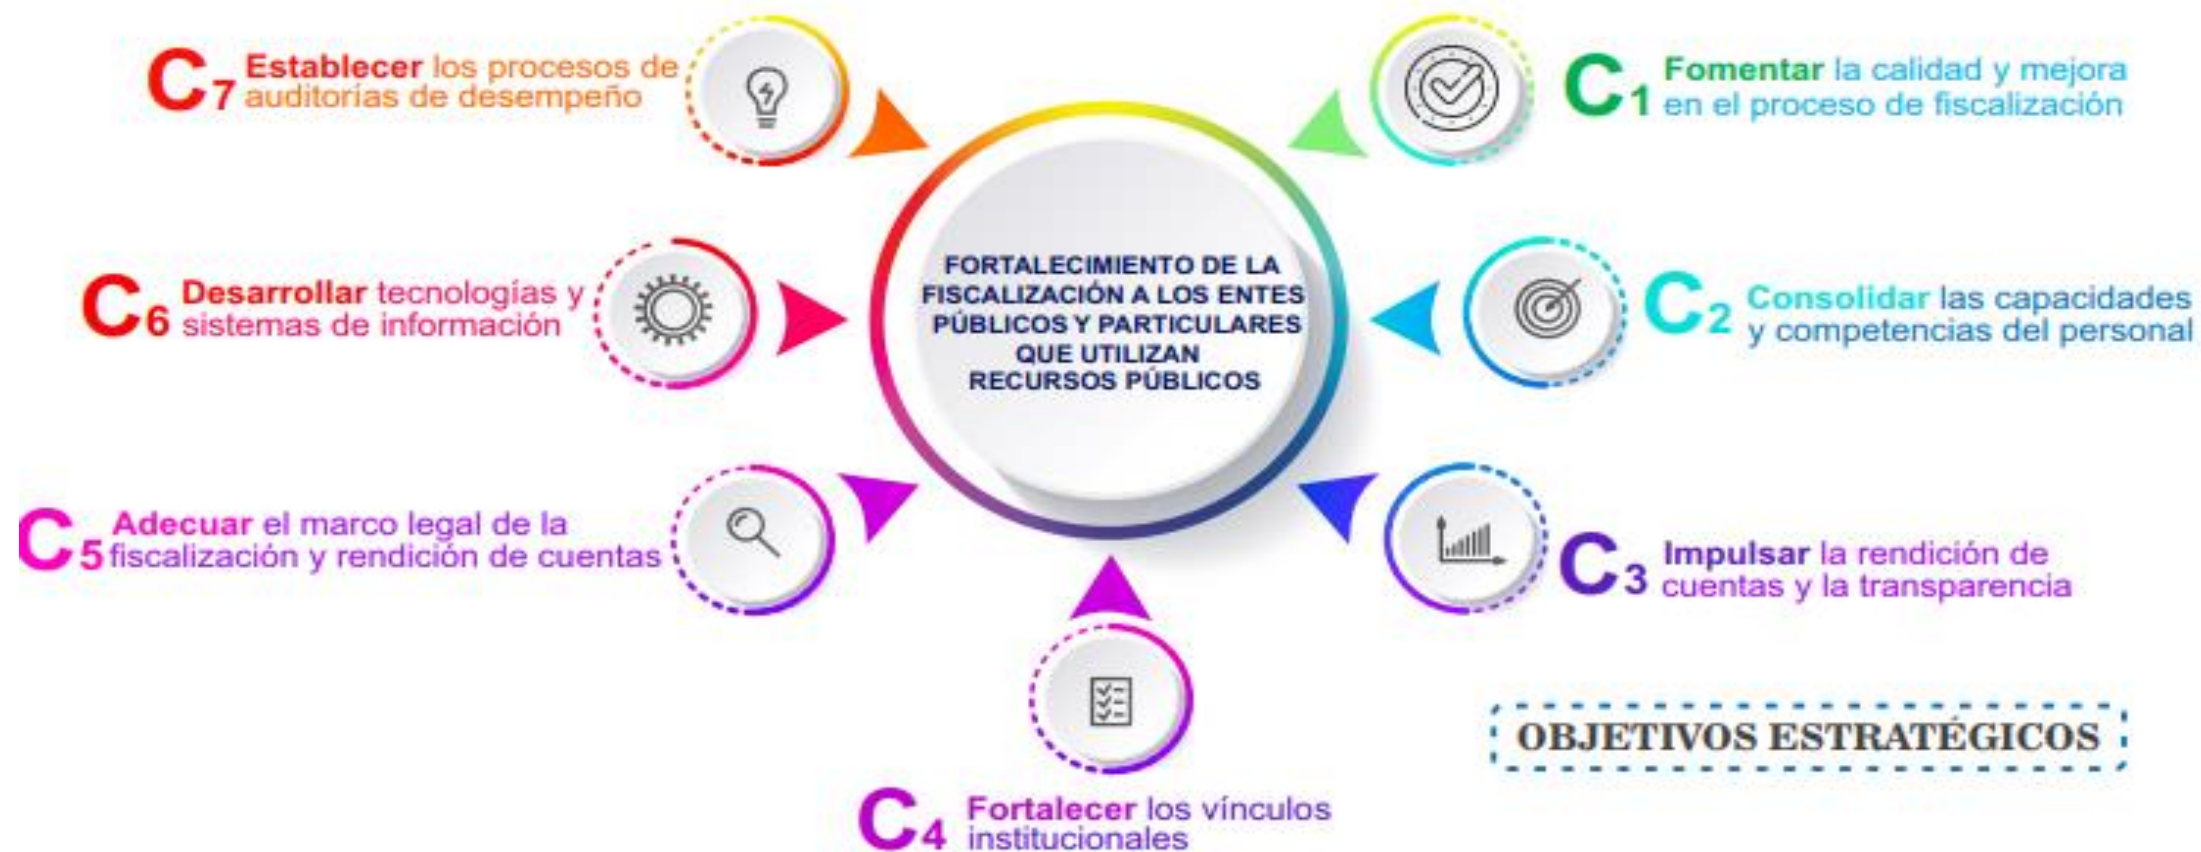 FORTALECIMIENTO DE LA
FISCALIZACIÓN A LOS ENTES
PÚBLICOS Y PARTICULARES
QUE UTILIZAN
RECURSOS PÚBLICOS
C1 Fomentar la calidad y mejora
en el proceso de fiscalización
C2 Consolidar las capacidades
y competencias del personal
C3 Impulsar la rendición de
cuentas y la transparencia
C4 Fortalecer los vínculos
institucionales
C5 Adecuar el marco legal de la
fiscalización y rendición de cuentas
C6 Desarrollar tecnologías y
sistemas de información
C7 Establecer los procesos de
auditorías de desempeño
OBJETIVOS ESTRATÉGICOS